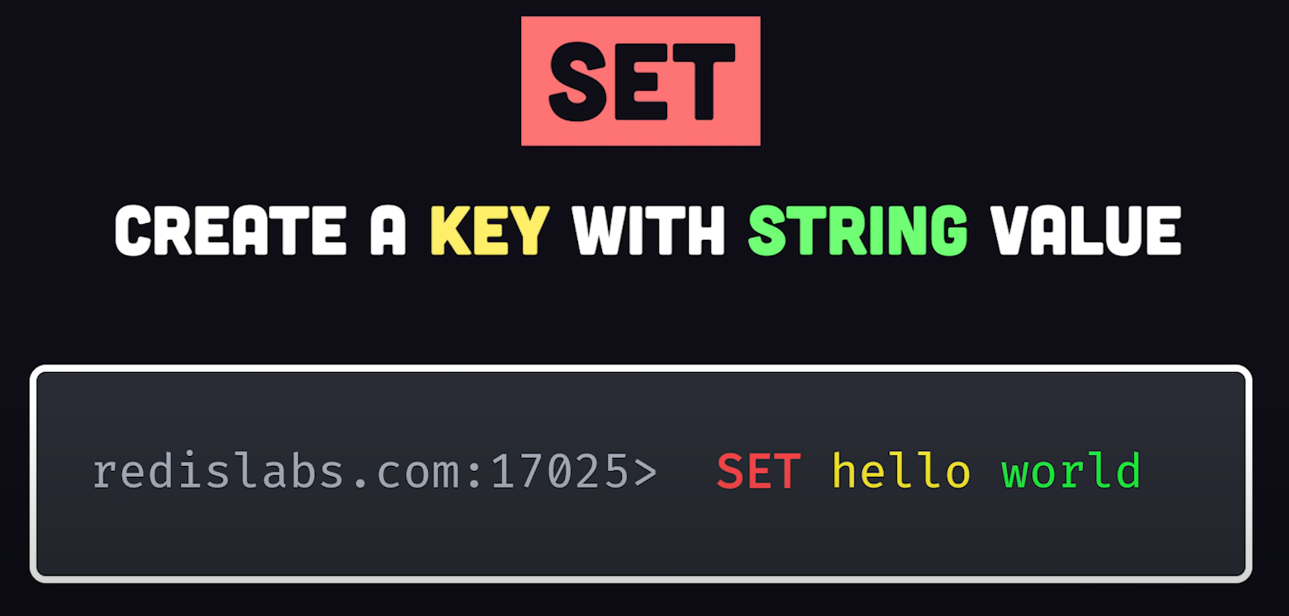 SET
CREATE A KEY WITH STRING VALUE
redislabs.com:17025> SET hello world